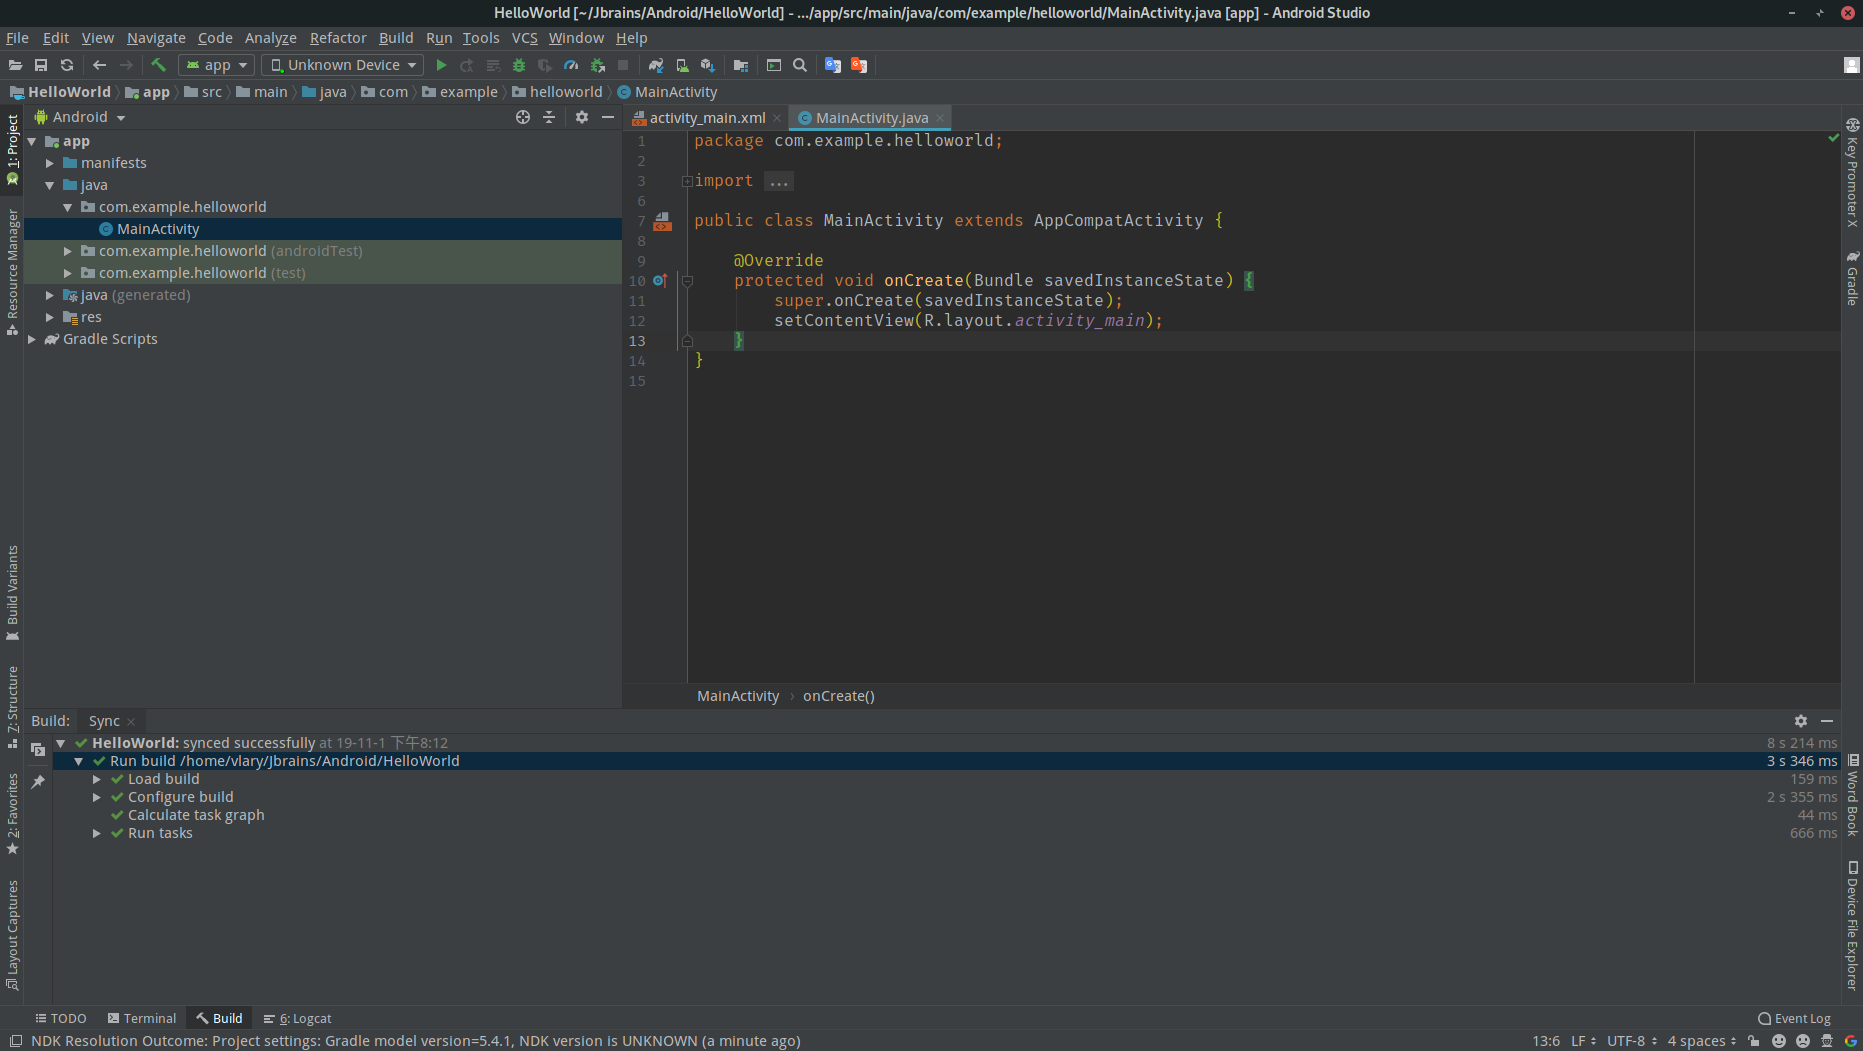 HelloWorld [~/Jbrains/Android/HelloWorld] - .../app/src/main/java/com/example/helloworld/MainActivity.java [app] - Android Studio
File Edit View Navigate Code Analyze Refactor Build Run Tools VCS Window Help
app Unknown Device
HelloWorld app src main java com example helloworld MainActivity
1: Project
Resource Manager
Build Variants
7: Structure
2: Favorites
Layout Captures
Android
app
manifests
java
com.example.helloworld
MainActivity
com.example.helloworld (androidTest)
com.example.helloworld (test)
java (generated)
res
Gradle Scripts
activity_main.xml MainActivity.java
1 package com.example.helloworld;
2
3 import ...
6
7 public class MainActivity extends AppCompatActivity {
8
9 @Override
10 protected void onCreate(Bundle savedInstanceState) {
11 super.onCreate(savedInstanceState);
12 setContentView(R.layout.activity_main);
13 }
14 }
15
MainActivity › onCreate()
Key Promoter X
Gradle
Word Book
Device File Explorer
Build: Sync
HelloWorld: synced successfully at 19-11-1 下午8:12 8 s 214 ms
Run build /home/vlary/Jbrains/Android/HelloWorld 3 s 346 ms
Load build 159 ms
Configure build 2 s 355 ms
Calculate task graph 44 ms
Run tasks 666 ms
TODO Terminal Build 6: Logcat Event Log
NDK Resolution Outcome: Project settings: Gradle model version=5.4.1, NDK version is UNKNOWN (a minute ago) 13:6 LF UTF-8 4 spaces